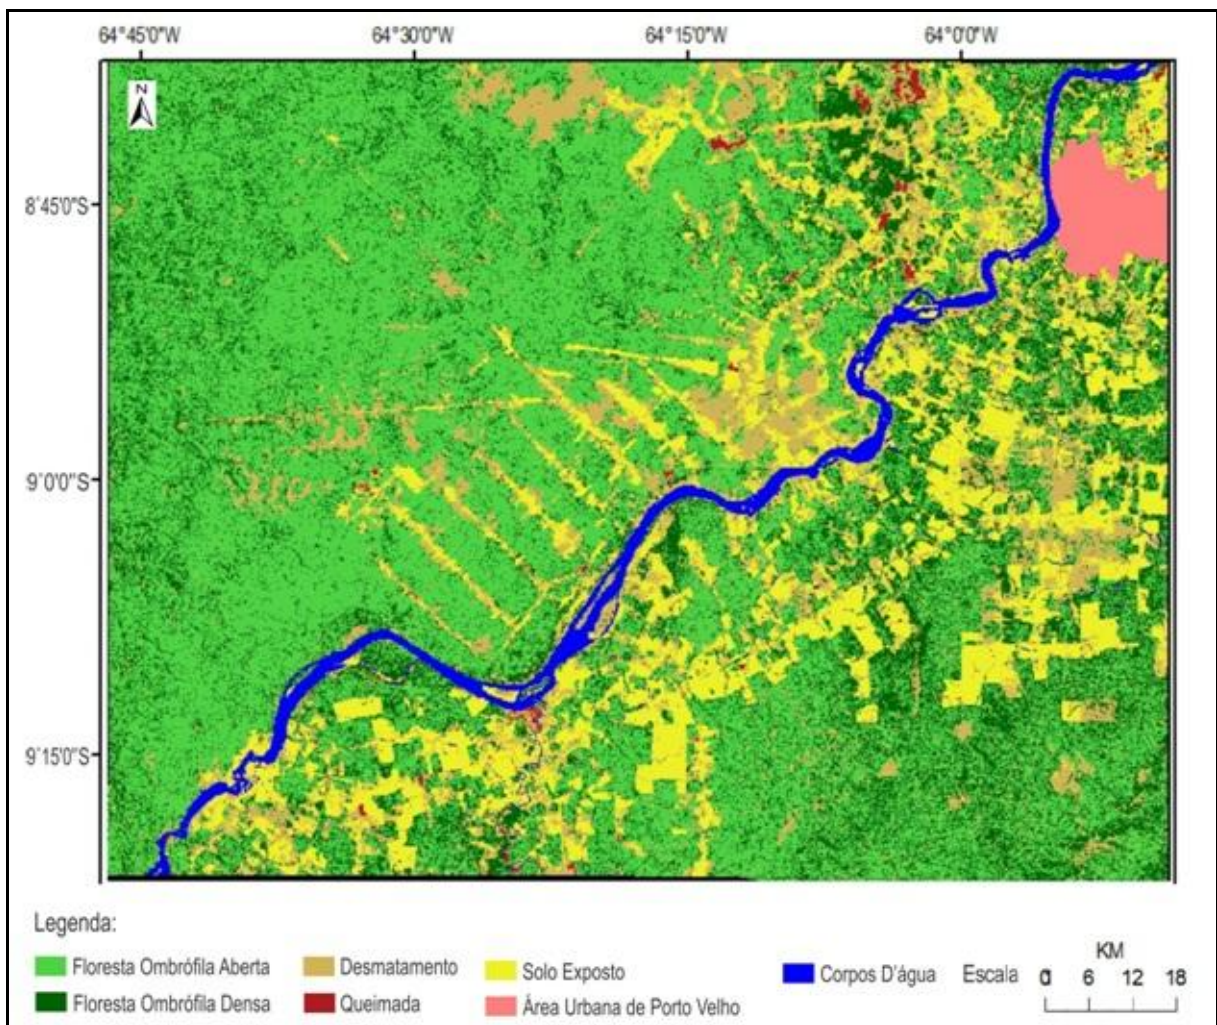 64°45'0"W 64°30'0"W 64°15'0"W 64°0'0"W
N
8°45'0"S
9°0'0"S
9°15'0"S
Legenda:
Floresta Ombrófila Aberta Desmatamento Solo Exposto Corpos D'água Escala
Floresta Ombrófila Densa Queimada Área Urbana de Porto Velho
KM
0 6 12 18